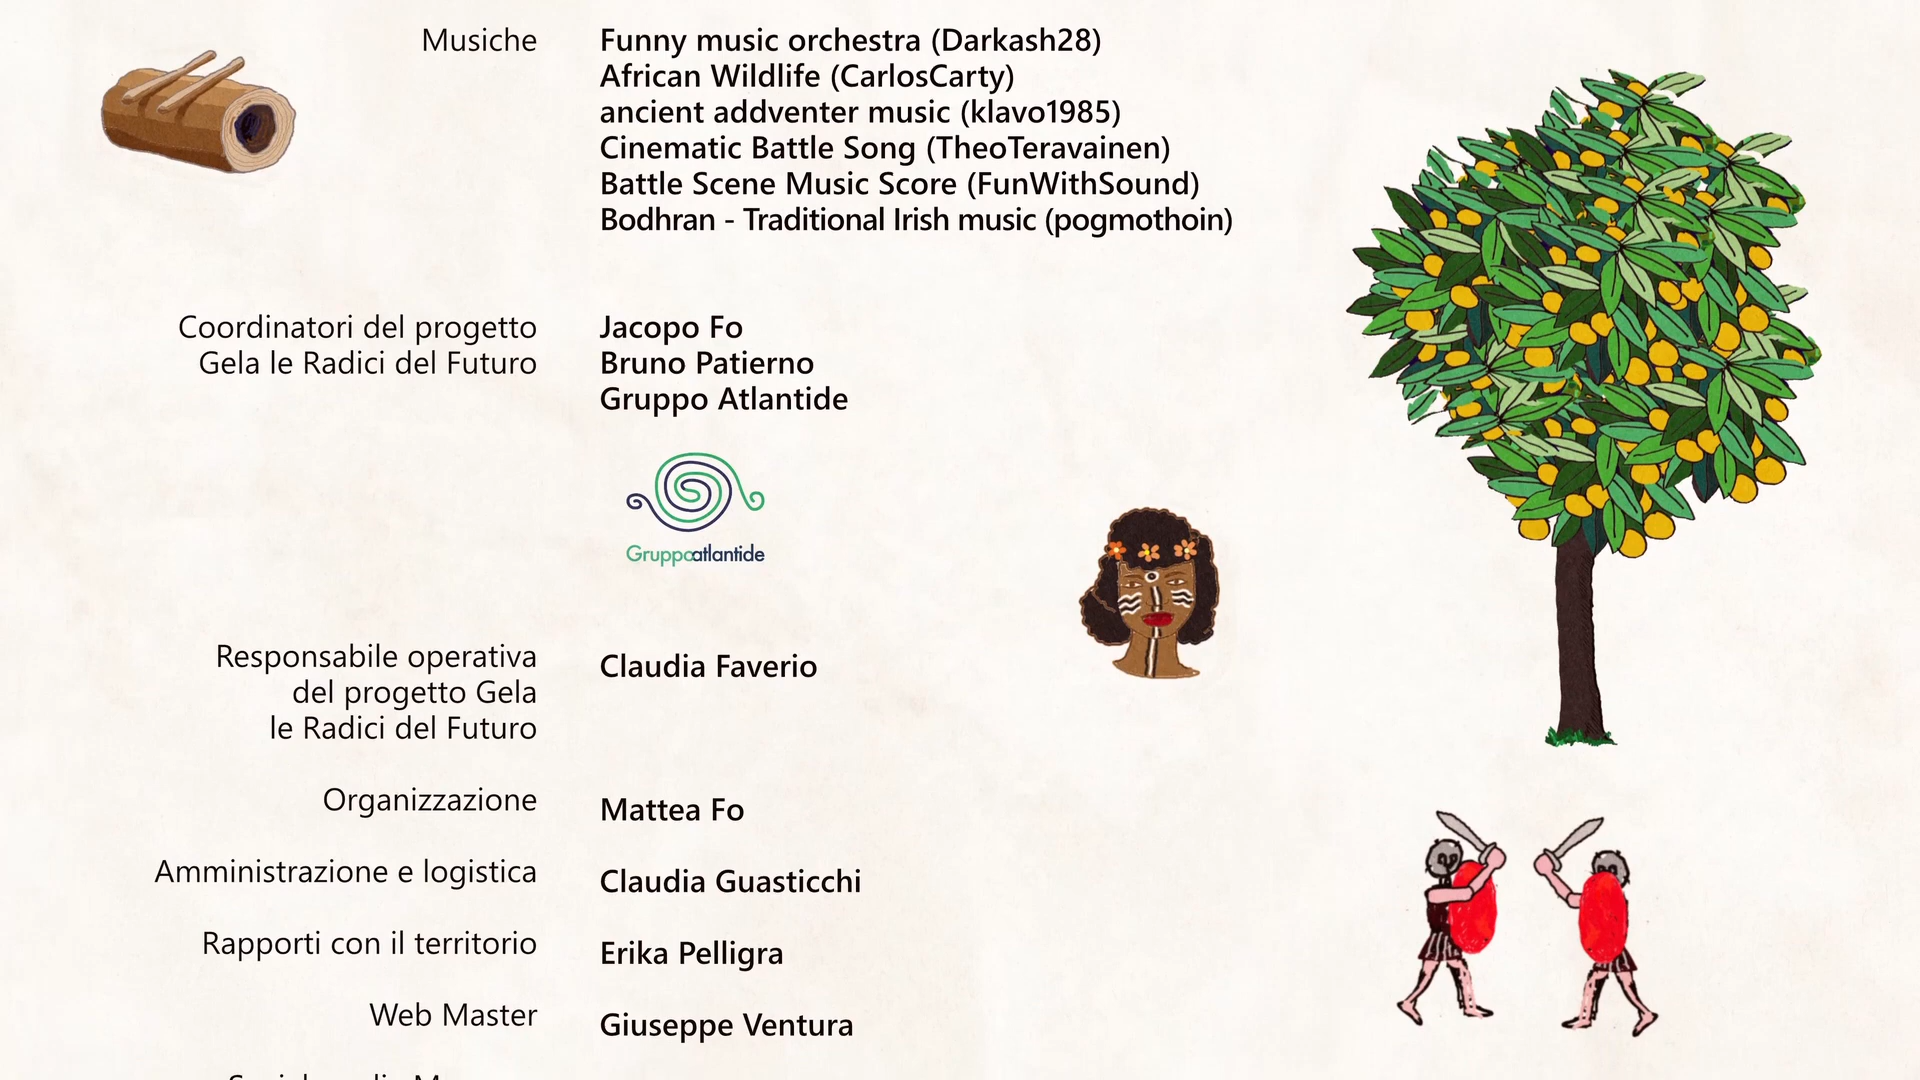 Musiche
Funny music orchestra (Darkash28)
African Wildlife (CarlosCarty)
ancient addventer music (klavo1985)
Cinematic Battle Song (TheoTeravainen)
Battle Scene Music Score (FunWithSound)
Bodhran - Traditional Irish music (pogmothoin)
Coordinatori del progetto
Gela le Radici del Futuro
Jacopo Fo
Bruno Patierno
Gruppo Atlantide
Gruppoatlantide
Responsabile operativa
del progetto Gela
le Radici del Futuro
Claudia Faverio
Organizzazione
Mattea Fo
Amministrazione e logistica
Claudia Guasticchi
Rapporti con il territorio
Erika Pelligra
Web Master
Giuseppe Ventura